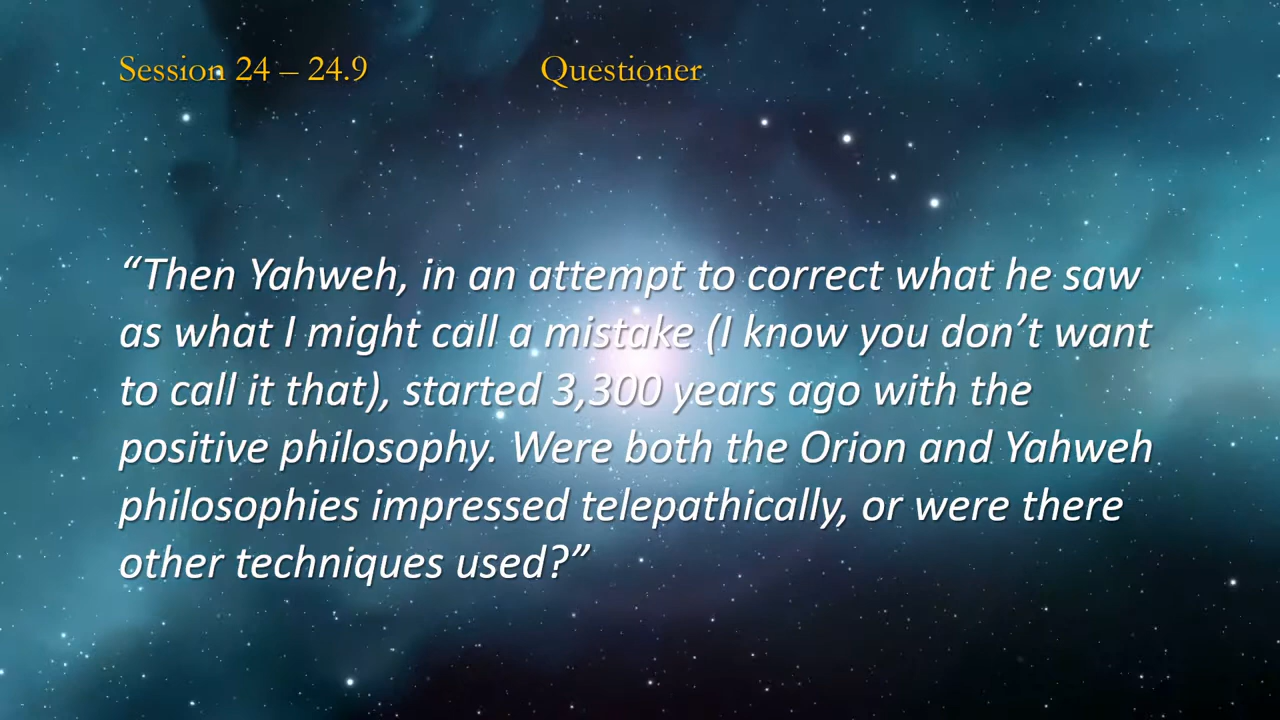 Session 24 – 24.9 Questioner
“Then Yahweh, in an attempt to correct what he saw
as what I might call a mistake (I know you don’t want
to call it that), started 3,300 years ago with the
positive philosophy. Were both the Orion and Yahweh
philosophies impressed telepathically, or were there
other techniques used?”